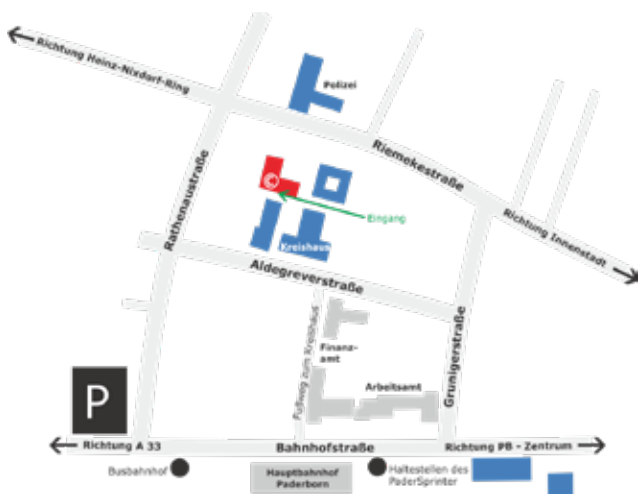 Richtung Heinz-Nixdorf-Ring
Polizei
Riemekestraße
Rathenaustraße
©
Eingang
Richtung Innenstadt
Kreishaus
Aldegreverstraße
Grunigerstraße
Fußweg zum Kreishaus
Finanz-
amt
Arbeitsamt
P
Richtung A 33
Bahnhofstraße
Richtung PB - Zentrum
Busbahnhof
Hauptbahnhof
Paderborn
Haltestellen des
PaderSprinter